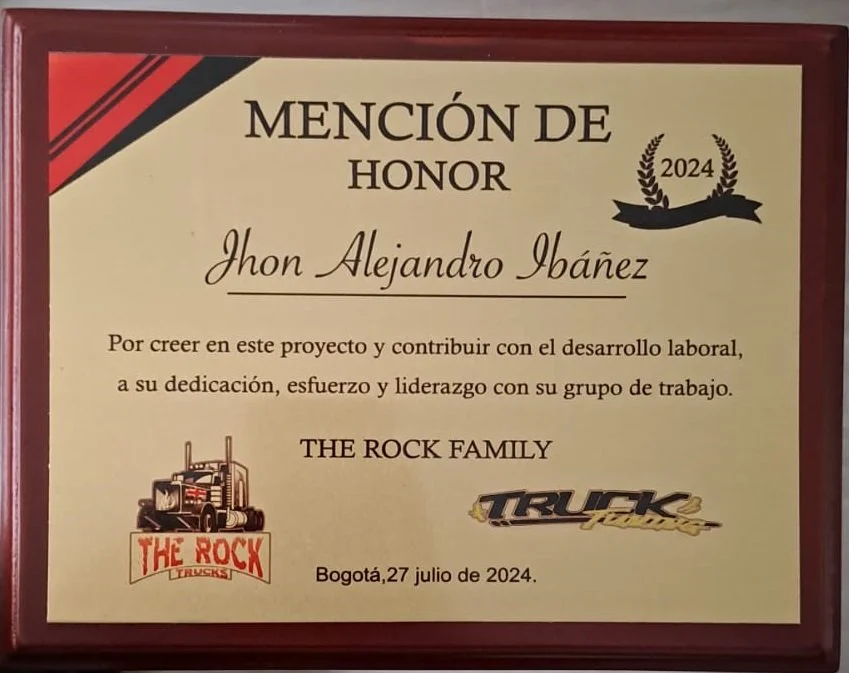 MENCIÓN DE
HONOR
2024
Jhon Alejandro Ibáñez
Por creer en este proyecto y contribuir con el desarrollo laboral,
a su dedicación, esfuerzo y liderazgo con su grupo de trabajo.
THE ROCK FAMILY
TRUCK
THE ROCK
TRUCKS
Bogotá,27 julio de 2024.